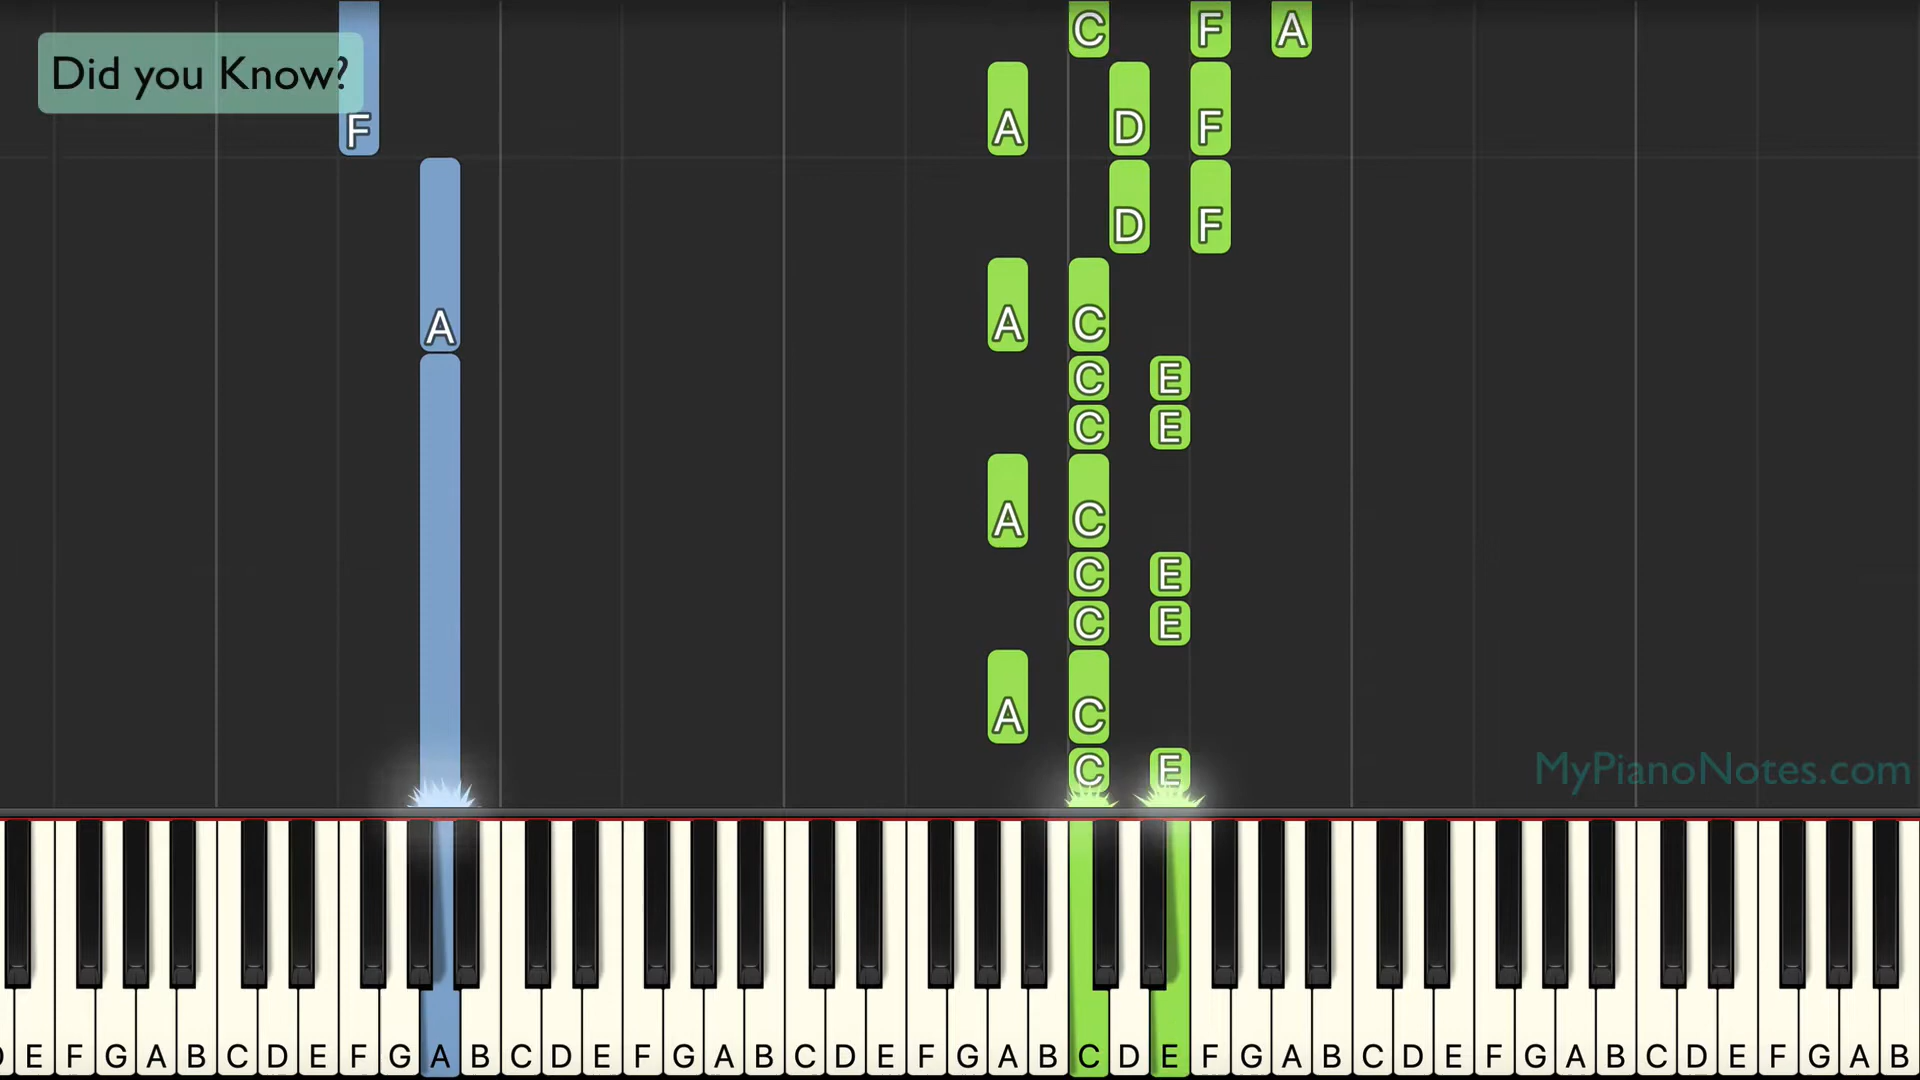 C F A
Did you Know?
F A D F
D F
A A C
C E
C E
A C
C E
C E
A C
C E
MyPianoNotes.com
E F G A B C D E F G A B C D E F G A B C D E F G A B C D E F G A B C D E F G A B C D E F G A B